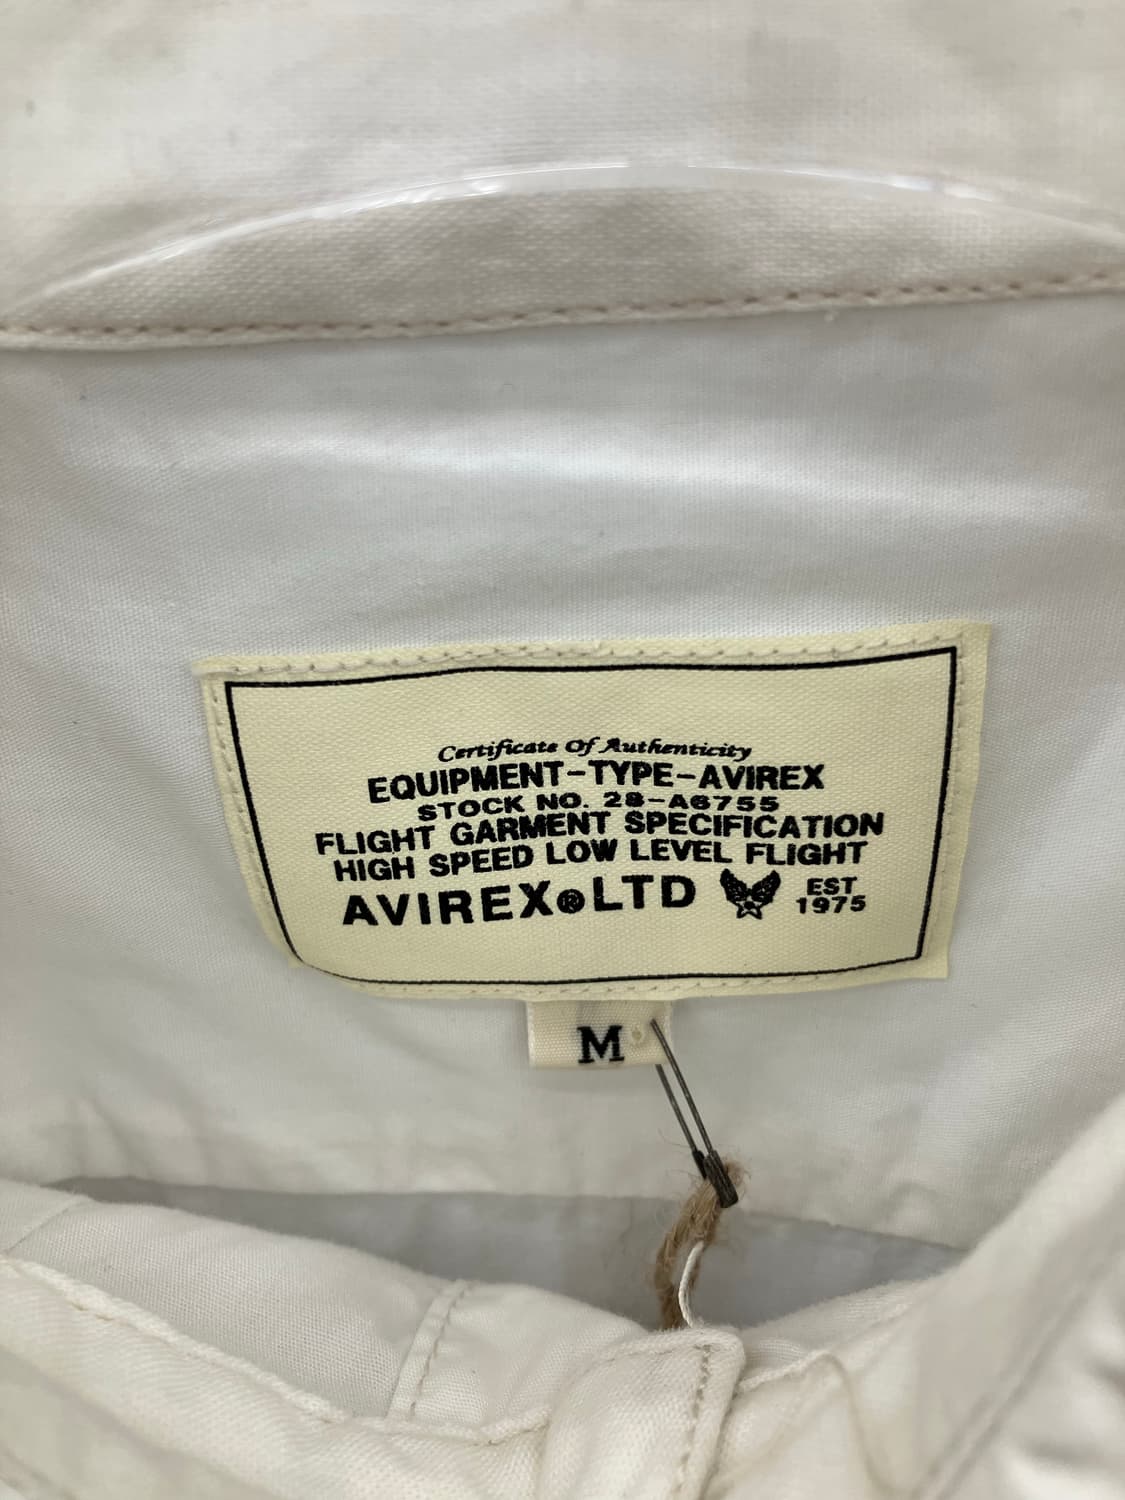 Certificate Of Authenticity
EQUIPMENT-TYPE-AVIREX
STOCK NO. 28-A6755
FLIGHT GARMENT SPECIFICATION
HIGH SPEED LOW LEVEL FLIGHT
AVIREX®LTD EST 1975
M